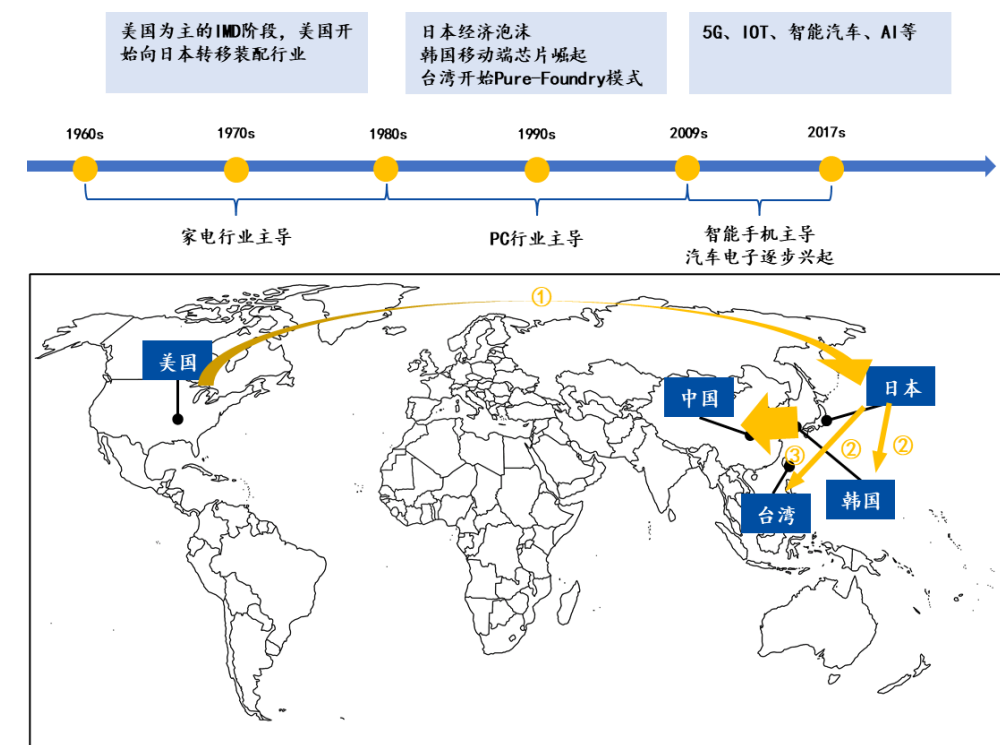 美国为主的IMD阶段，美国开
始向日本转移装配行业
日本经济泡沫
韩国移动端芯片崛起
台湾开始Pure-Foundry模式
5G、IOT、智能汽车、AI等
1960s
1970s
1980s
1990s
2009s
2017s
家电行业主导
PC行业主导
智能手机主导
汽车电子逐步兴起
①
美国
中国
日本
②
②
③
台湾
韩国